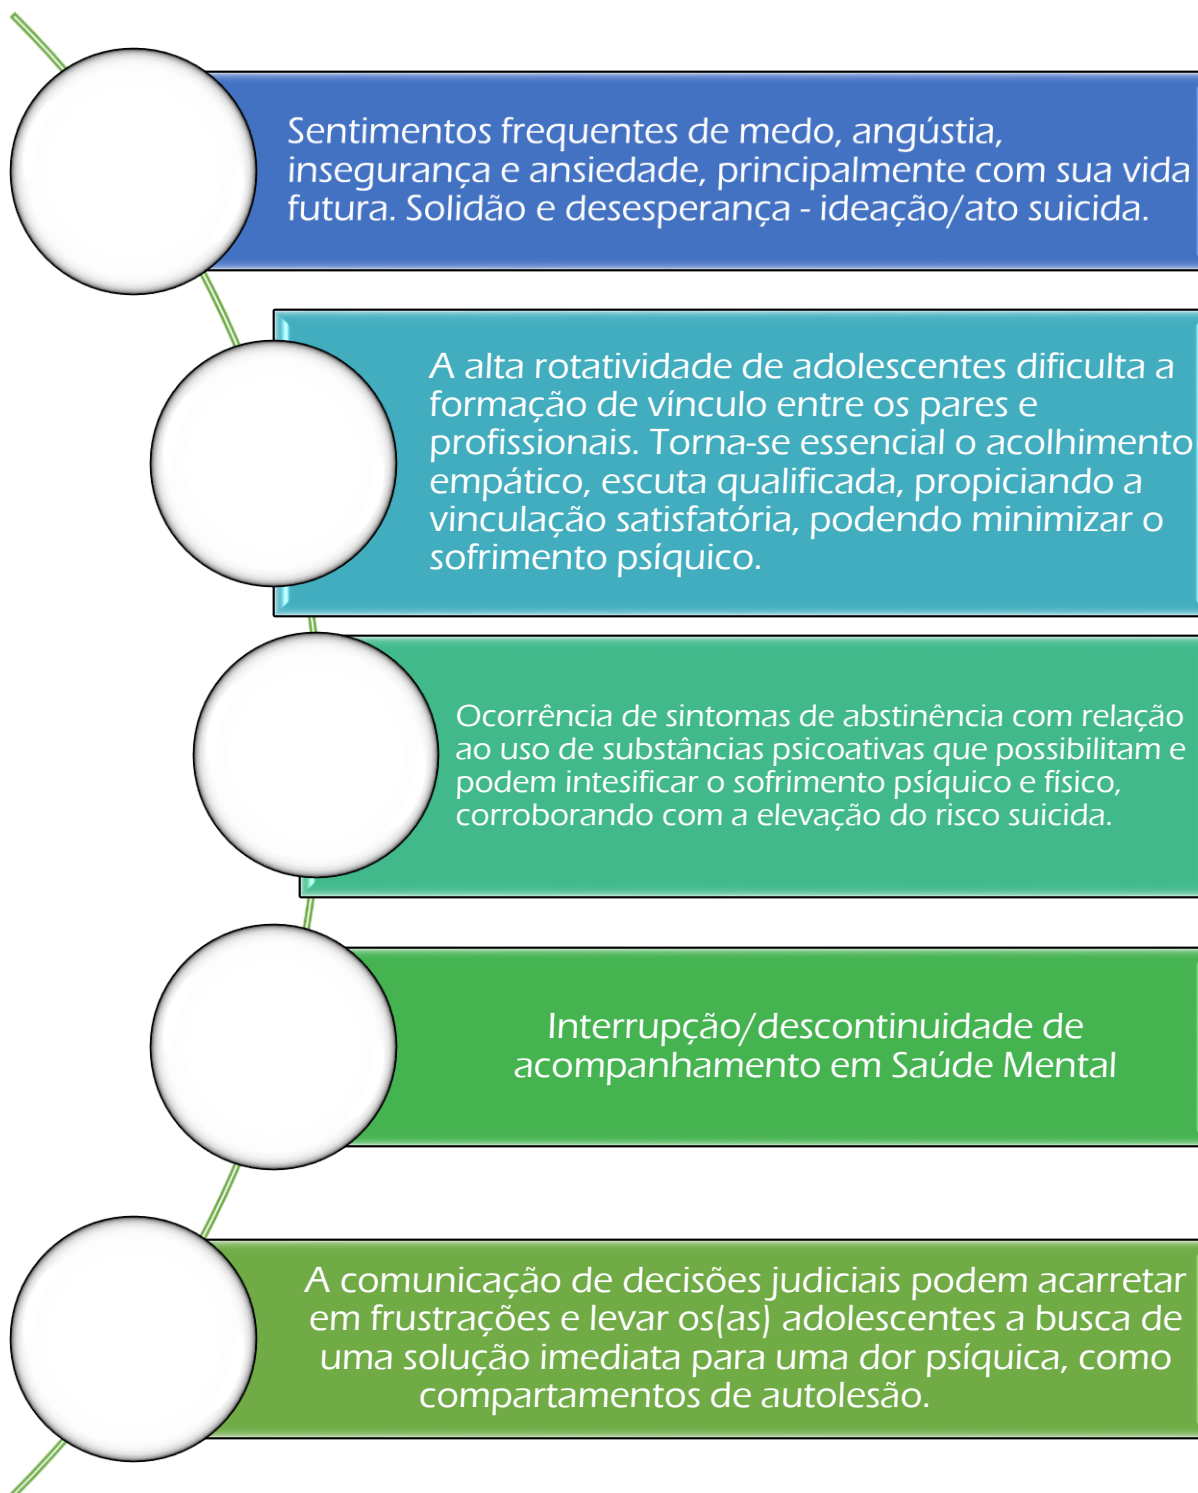 Sentimentos frequentes de medo, angústia,
insegurança e ansiedade, principalmente com sua vida
futura. Solidão e desesperança - ideação/ato suicida.
A alta rotatividade de adolescentes dificulta a
formação de vínculo entre os pares e
profissionais. Torna-se essencial o acolhimento
empático, escuta qualificada, propiciando a
vinculação satisfatória, podendo minimizar o
sofrimento psíquico.
Ocorrência de sintomas de abstinência com relação
ao uso de substâncias psicoativas que possibilitam e
podem intesificar o sofrimento psíquico e físico,
corroborando com a elevação do risco suicida.
Interrupção/descontinuidade de
acompanhamento em Saúde Mental
A comunicação de decisões judiciais podem acarretar
em frustrações e levar os(as) adolescentes a busca de
uma solução imediata para uma dor psíquica, como
compartamentos de autolesão.